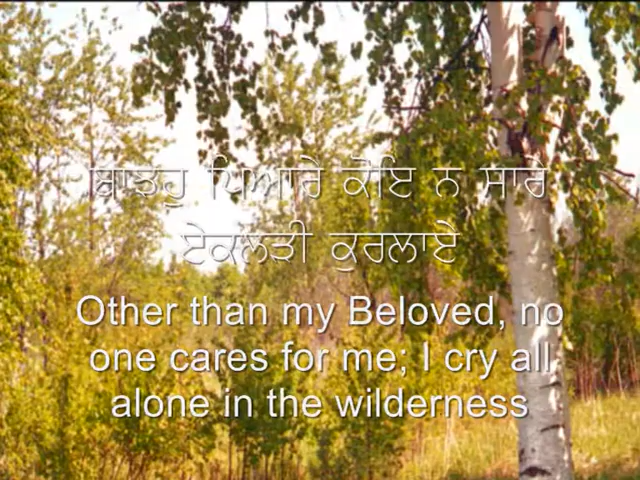 ਬਾਝਹੁ ਪਿਆਰੇ ਕੋਇ ਨ ਸਾਰੇ
ਏਕਲੜੀ ਕੁਰਲਾਏ
Other than my Beloved, no
one cares for me; I cry all
alone in the wilderness